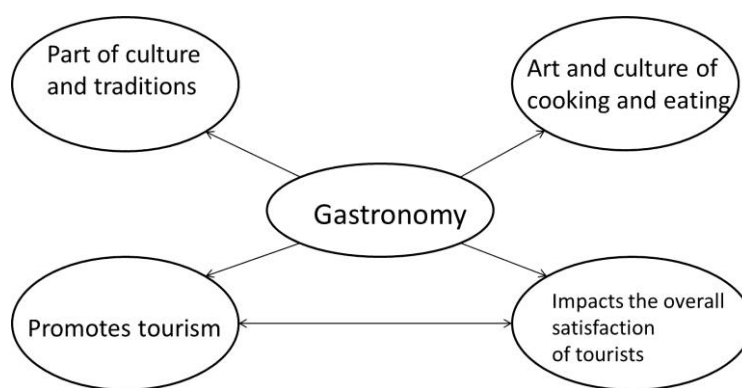 Part of culture
and traditions
Art and culture of
cooking and eating
Gastronomy
Promotes tourism
Impacts the overall
satisfaction
of tourists